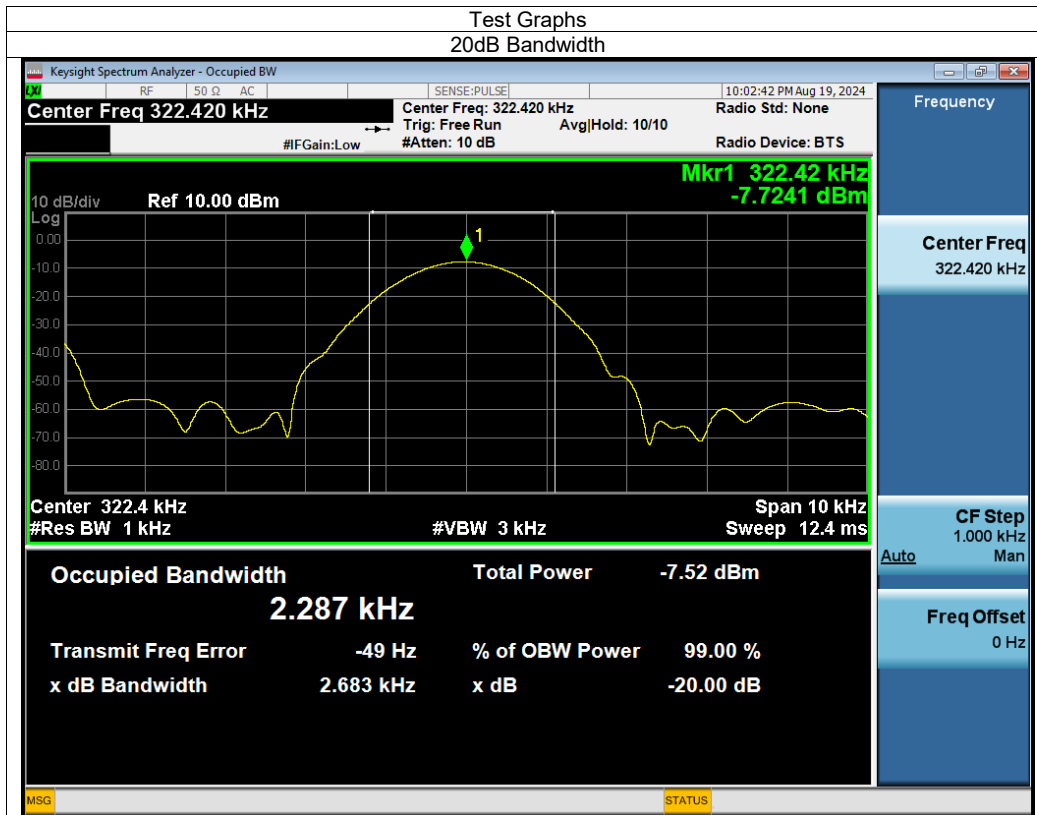 Test Graphs
20dB Bandwidth
Keysight Spectrum Analyzer - Occupied BW
LXI RF 50 Ω AC SENSE:PULSE 10:02:42 PM Aug 19, 2024
Center Freq 322.420 kHz
Center Freq: 322.420 kHz Radio Std: None
Trig: Free Run Avg|Hold: 10/10
#IFGain:Low #Atten: 10 dB Radio Device: BTS
Frequency
Mkr1 322.42 kHz
-7.7241 dBm
10 dB/div Ref 10.00 dBm
Log
0.00
-10.0
-20.0
-30.0
-40.0
-50.0
-60.0
-70.0
-80.0
1
Center 322.4 kHz Span 10 kHz
#Res BW 1 kHz #VBW 3 kHz Sweep 12.4 ms
Center Freq
322.420 kHz
CF Step
1.000 kHz
Auto Man
Freq Offset
0 Hz
Occupied Bandwidth Total Power -7.52 dBm
2.287 kHz
Transmit Freq Error -49 Hz % of OBW Power 99.00 %
x dB Bandwidth 2.683 kHz x dB -20.00 dB
MSG STATUS